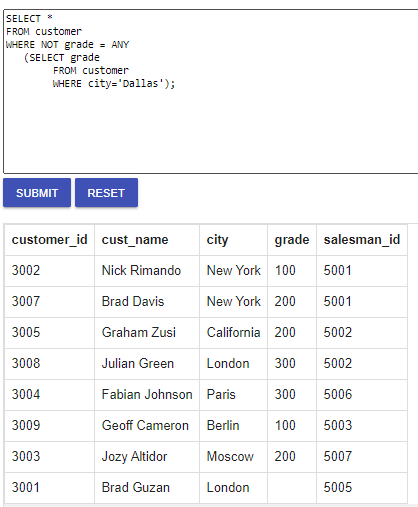 SELECT *
FROM customer
WHERE NOT grade = ANY
(SELECT grade
FROM customer
WHERE city='Dallas');
SUBMIT RESET
customer_id cust_name city grade salesman_id
3002 Nick Rimando New York 100 5001
3007 Brad Davis New York 200 5001
3005 Graham Zusi California 200 5002
3008 Julian Green London 300 5002
3004 Fabian Johnson Paris 300 5006
3009 Geoff Cameron Berlin 100 5003
3003 Jozy Altidor Moscow 200 5007
3001 Brad Guzan London 5005